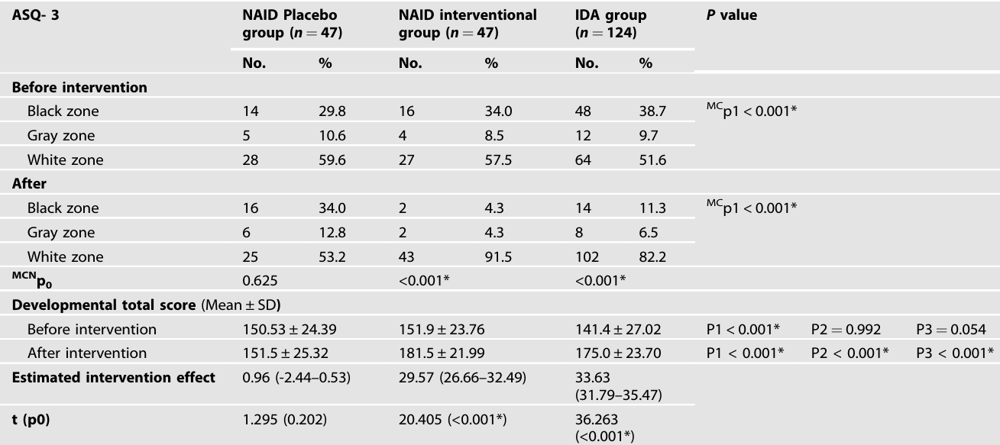 ASQ- 3 NAID Placebo NAID interventional IDA group P value
group (n = 47) group (n = 47) (n = 124)
No. % No. % No. %
Before intervention
Black zone 14 29.8 16 34.0 48 38.7 MCp1 < 0.001*
Gray zone 5 10.6 4 8.5 12 9.7
White zone 28 59.6 27 57.5 64 51.6
After
Black zone 16 34.0 2 4.3 14 11.3 MCp1 < 0.001*
Gray zone 6 12.8 2 4.3 8 6.5
White zone 25 53.2 43 91.5 102 82.2
MCNp0 0.625 <0.001* <0.001*
Developmental total score (Mean ± SD)
Before intervention 150.53 ± 24.39 151.9 ± 23.76 141.4 ± 27.02 P1 < 0.001* P2 = 0.992 P3 = 0.054
After intervention 151.5 ± 25.32 181.5 ± 21.99 175.0 ± 23.70 P1 < 0.001* P2 < 0.001* P3 < 0.001*
Estimated intervention effect 0.96 (-2.44–0.53) 29.57 (26.66–32.49) 33.63
(31.79–35.47)
t (p0) 1.295 (0.202) 20.405 (<0.001*) 36.263
(<0.001*)